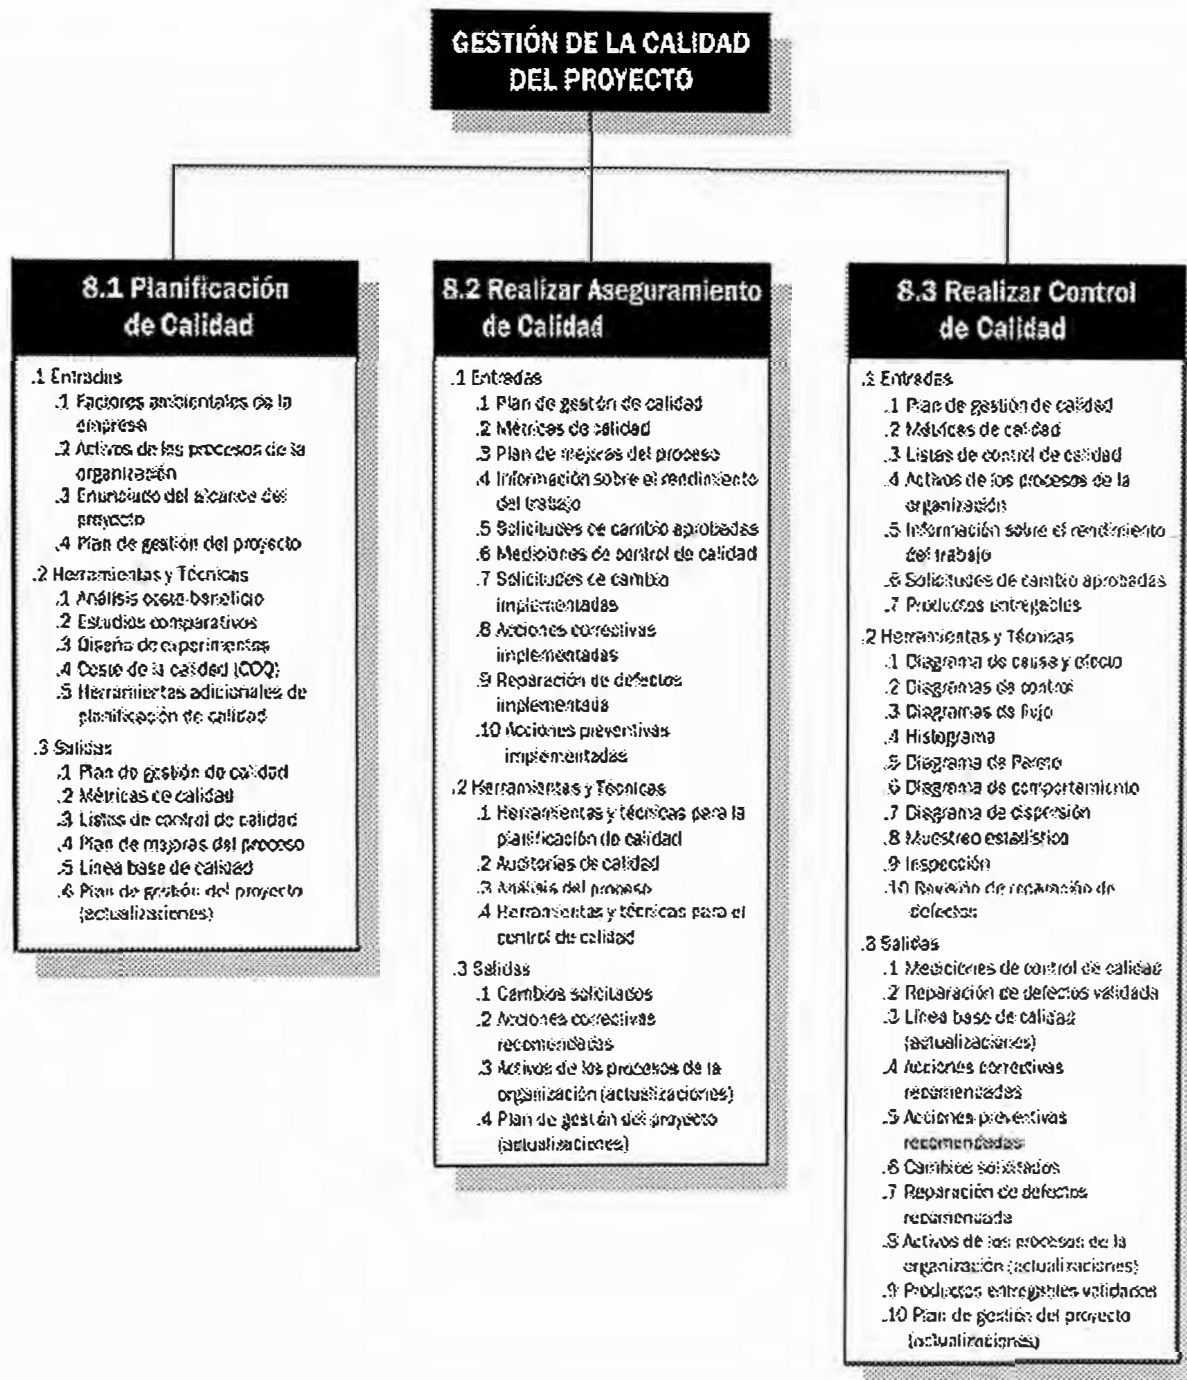 GESTIÓN DE LA CALIDAD
DEL PROYECTO
8.1 Planificación
de Calidad
.1 Entradas
.1 Factores ambientales de la
empresa
.2 Activos de los procesos de la
organización
.3 Enunciado del alcance del
proyecto
.4 Plan de gestión del proyecto
.2 Herramientas y Técnicas
.1 Análisis coste-beneficio
.2 Estudios comparativos
.3 Diseño de experimentos
.4 Coste de la calidad (COQ)
.5 Herramientas adicionales de
planificación de calidad
.3 Salidas
.1 Plan de gestión de calidad
.2 Métricas de calidad
.3 Listas de control de calidad
.4 Plan de mejoras del proceso
.5 Línea base de calidad
.6 Plan de gestión del proyecto
(actualizaciones)
8.2 Realizar Aseguramiento
de Calidad
.1 Entradas
.1 Plan de gestión de calidad
.2 Métricas de calidad
.3 Plan de mejoras del proceso
.4 Información sobre el rendimiento
del trabajo
.5 Solicitudes de cambio aprobadas
.6 Mediciones de control de calidad
.7 Solicitudes de cambio
implementadas
.8 Acciones correctivas
implementadas
.9 Reparación de defectos
implementada
.10 Acciones preventivas
implementadas
.2 Herramientas y Técnicas
.1 Herramientas y técnicas para la
planificación de calidad
.2 Auditorías de calidad
.3 Análisis del proceso
.4 Herramientas y técnicas para el
control de calidad
.3 Salidas
.1 Cambios solicitados
.2 Acciones correctivas
recomendadas
.3 Activos de los procesos de la
organización (actualizaciones)
.4 Plan de gestión del proyecto
(actualizaciones)
8.3 Realizar Control
de Calidad
.1 Entradas
.1 Plan de gestión de calidad
.2 Métricas de calidad
.3 Listas de control de calidad
.4 Activos de los procesos de la
organización
.5 Información sobre el rendimiento
del trabajo
.6 Solicitudes de cambio aprobadas
.7 Productos entregables
.2 Herramientas y Técnicas
.1 Diagrama de causa y efecto
.2 Diagramas de control
.3 Diagramas de flujo
.4 Histograma
.5 Diagrama de Pareto
.6 Diagrama de comportamiento
.7 Diagrama de dispersión
.8 Muestreo estadístico
.9 Inspección
.10 Revisión de reparación de
defectos
.3 Salidas
.1 Mediciones de control de calidad
.2 Reparación de defectos validada
.3 Línea base de calidad
(actualizaciones)
.4 Acciones correctivas
recomendadas
.5 Acciones preventivas
recomendadas
.6 Cambios solicitados
.7 Reparación de defectos
recomendada
.8 Activos de los procesos de la
organización (actualizaciones)
.9 Productos entregables validados
.10 Plan de gestión del proyecto
(actualizaciones)